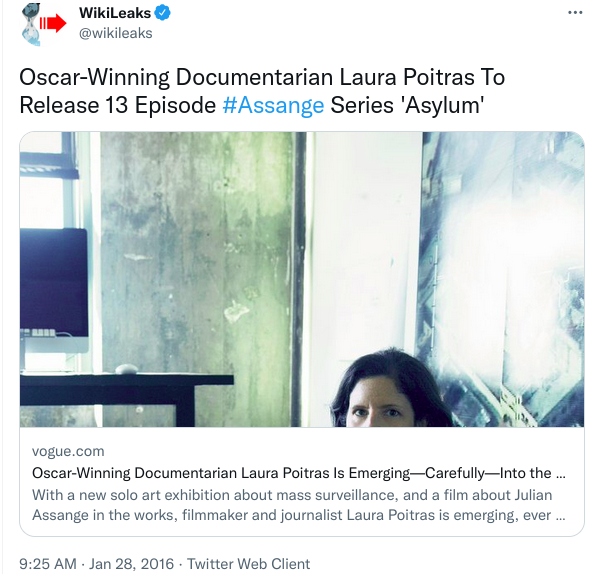 WikiLeaks
@wikileaks
Oscar-Winning Documentarian Laura Poitras To
Release 13 Episode #Assange Series 'Asylum'
vogue.com
Oscar-Winning Documentarian Laura Poitras Is Emerging—Carefully—Into the ...
With a new solo art exhibition about mass surveillance, and a film about Julian
Assange in the works, filmmaker and journalist Laura Poitras is emerging, ever ...
9:25 AM · Jan 28, 2016 · Twitter Web Client